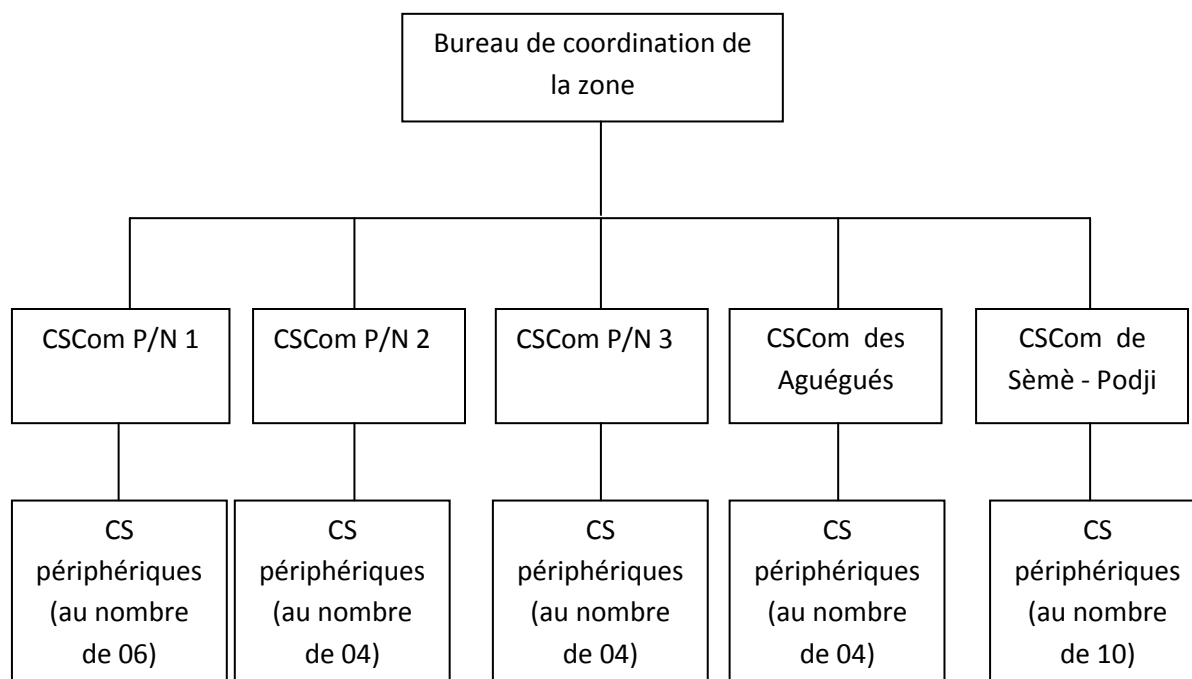 Bureau de coordination de
la zone
CSCom P/N 1
CSCom P/N 2
CSCom P/N 3
CSCom des
Aguégués
CSCom de
Sèmè - Podji
CS
périphériques
(au nombre
de 06)
CS
périphériques
(au nombre
de 04)
CS
périphériques
(au nombre
de 04)
CS
périphériques
(au nombre
de 04)
CS
périphériques
(au nombre
de 10)